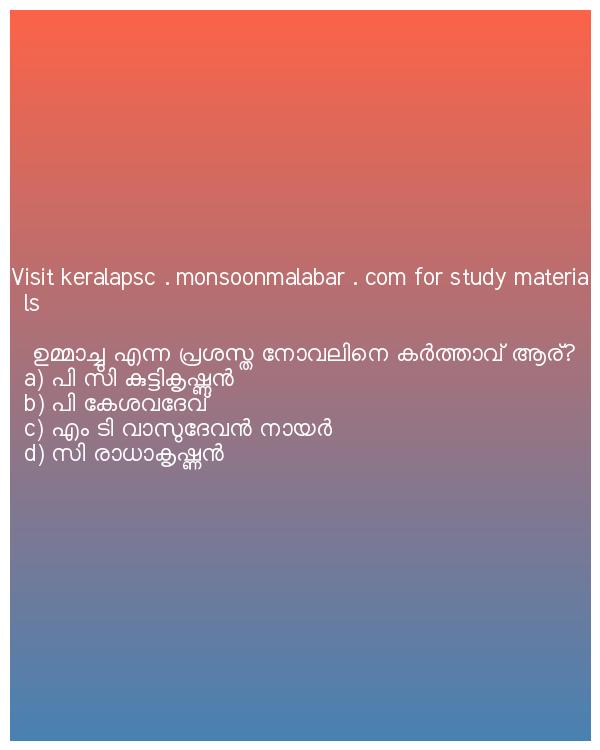 Visit keralapsc . monsoonmalabar . com for study materia
ls
ഉമ്മാച്ചു എന്ന പ്രശസ്ത നോവലിനെ കർത്താവ് ആര്?
a) പി സി കുട്ടികൃഷ്ണൻ
b) പി കേശവദേവ്
c) എം ടി വാസുദേവൻ നായർ
d) സി രാധാകൃഷ്ണൻ